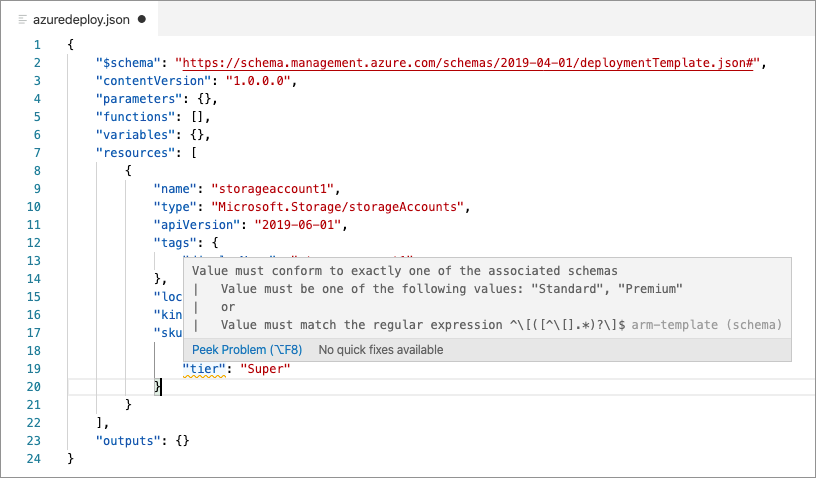 azuredeploy.json
1 {
2 "$schema": "https://schema.management.azure.com/schemas/2019-04-01/deploymentTemplate.json#",
3 "contentVersion": "1.0.0.0",
4 "parameters": {},
5 "functions": [],
6 "variables": {},
7 "resources": [
8 {
9 "name": "storageaccount1",
10 "type": "Microsoft.Storage/storageAccounts",
11 "apiVersion": "2019-06-01",
12 "tags": {
13
Value must conform to exactly one of the associated schemas
14 },
| Value must be one of the following values: "Standard", "Premium"
15 "loc
| or
16 "kin
| Value must match the regular expression ^\[([^\[].*)?\]$ arm-template (schema)
17 "sku
Peek Problem (⌥F8) No quick fixes available
18
19 "tier": "Super"
20 }
21 }
22 ],
23 "outputs": {}
24 }